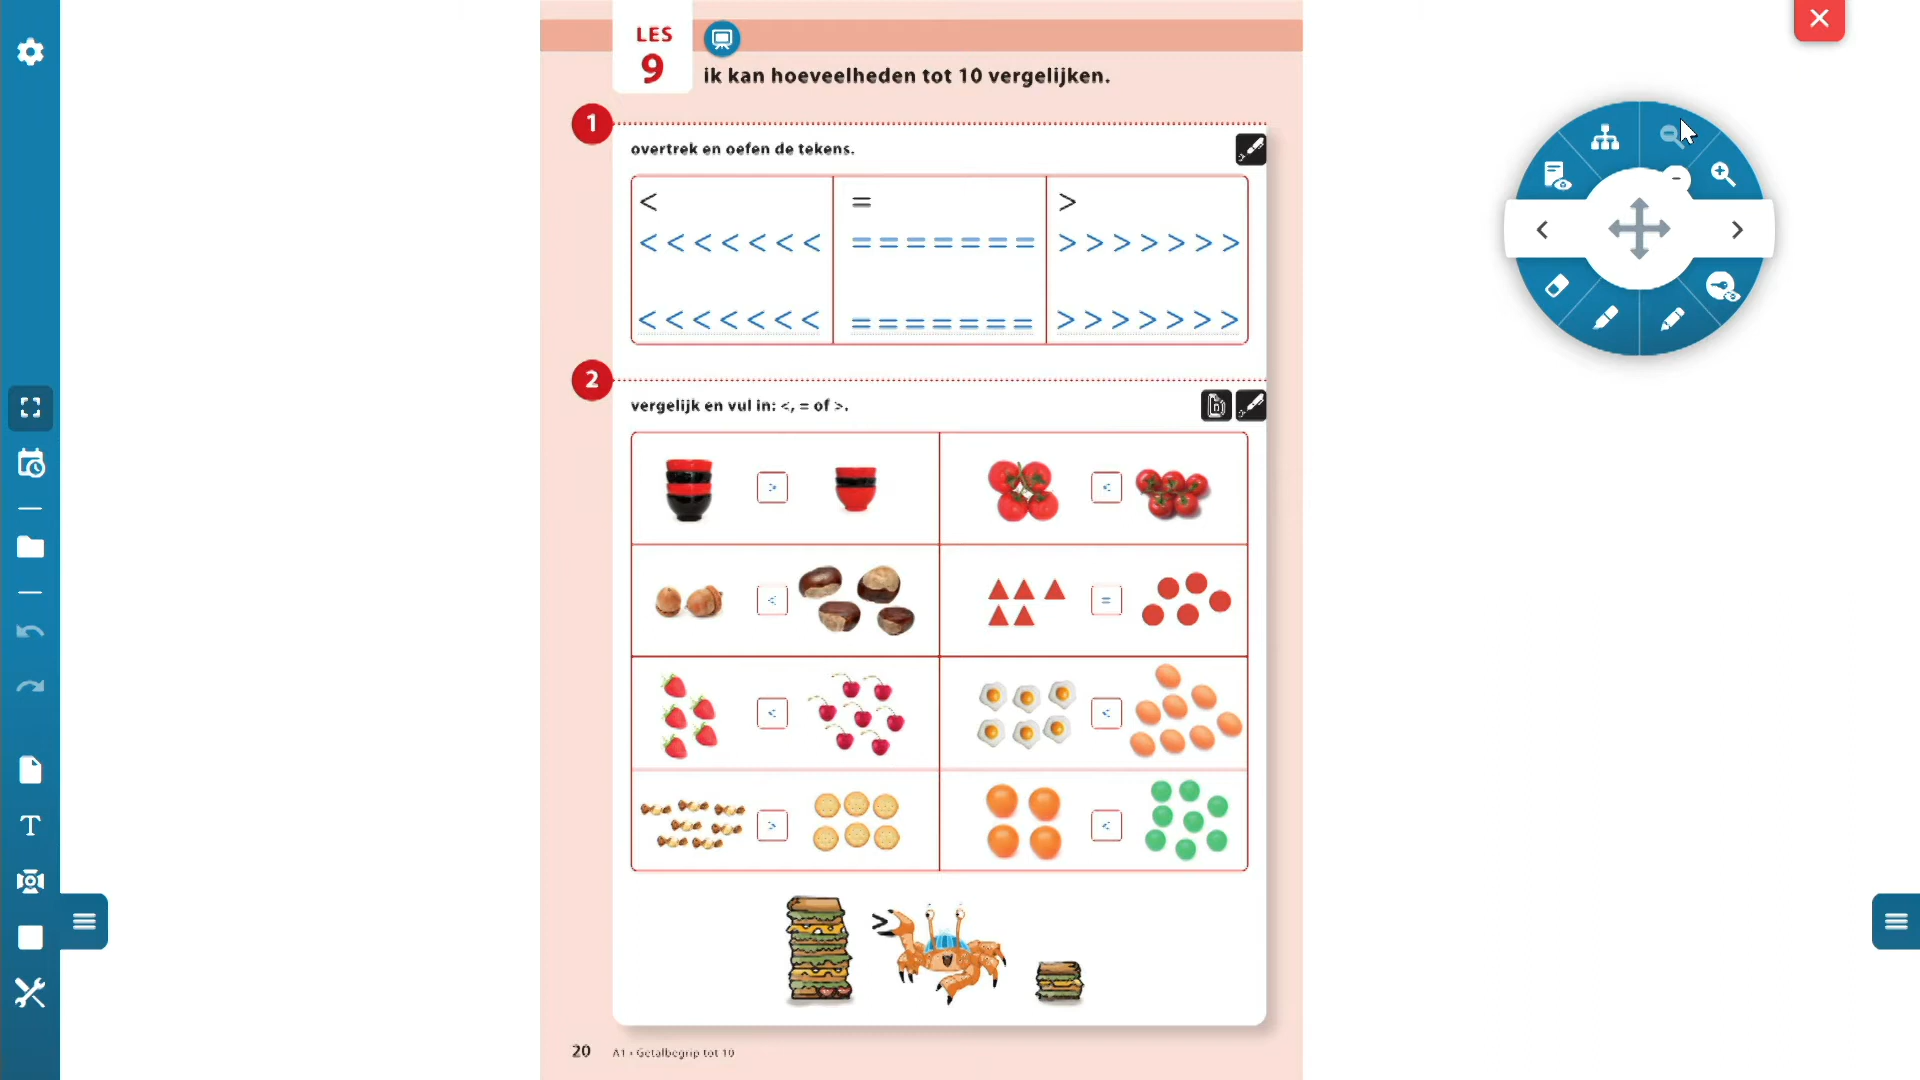 LES
9
ik kan hoeveelheden tot 10 vergelijken.
1
overtrek en oefen de tekens.
< = >
< < < < < < < = = = = = = = > > > > > > >
< < < < < < < = = = = = = = > > > > > > >
2
vergelijk en vul in: <, = of >.
> <
< =
< <
> <
>
20 A1 • Getalbegrip tot 10
T